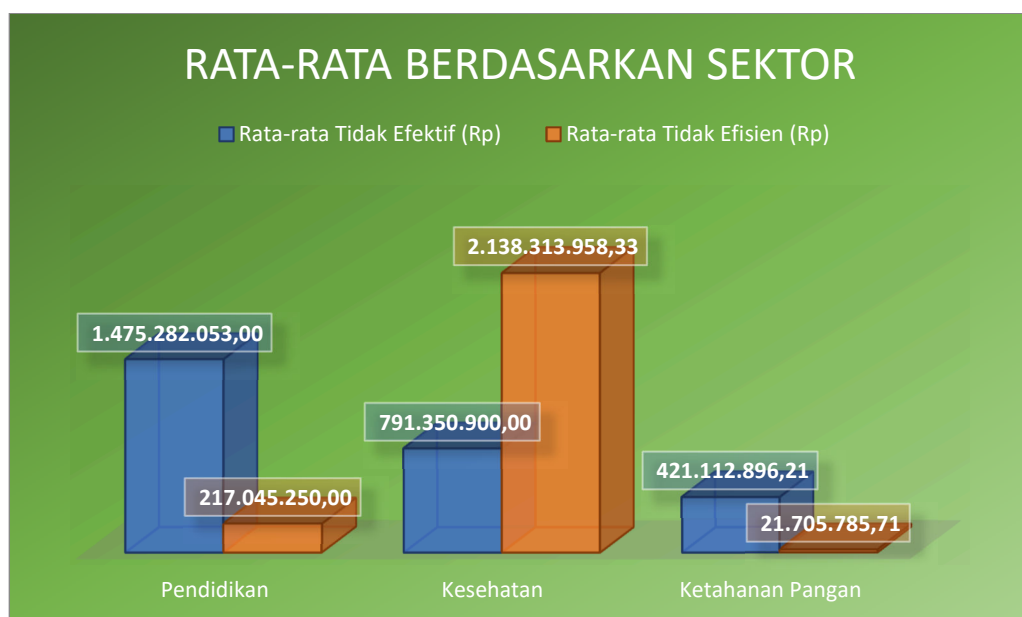 RATA-RATA BERDASARKAN SEKTOR
Rata-rata Tidak Efektif (Rp) Rata-rata Tidak Efisien (Rp)
2.138.313.958,33
1.475.282.053,00
791.350.900,00
421.112.896,21
217.045.250,00
21.705.785,71
Pendidikan Kesehatan Ketahanan Pangan